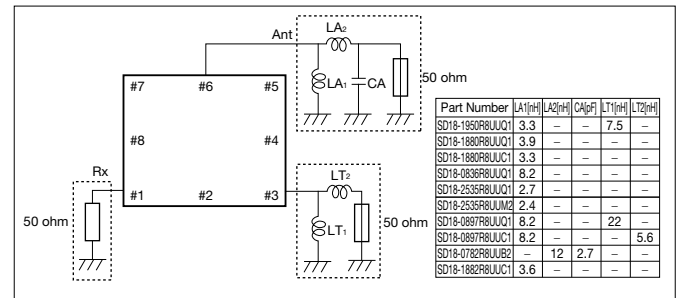 Ant
LA2
LA1
CA
50 ohm
#7 #6 #5
#8 #4
#1 #2 #3
Rx
50 ohm
LT2
LT1
50 ohm
Part Number LA1[nH] LA2[nH] CA[pF] LT1[nH] LT2[nH]
SD18-1950R8UUQ1 3.3 – – 7.5 –
SD18-1880R8UUQ1 3.9 – – – –
SD18-1880R8UUC1 3.3 – – – –
SD18-0836R8UUQ1 8.2 – – – –
SD18-2535R8UUQ1 2.7 – – – –
SD18-2535R8UUM2 2.4 – – – –
SD18-0897R8UUQ1 8.2 – – 22 –
SD18-0897R8UUC1 8.2 – – – 5.6
SD18-0782R8UUB2 – 12 2.7 – –
SD18-1882R8UUC1 3.6 – – – –